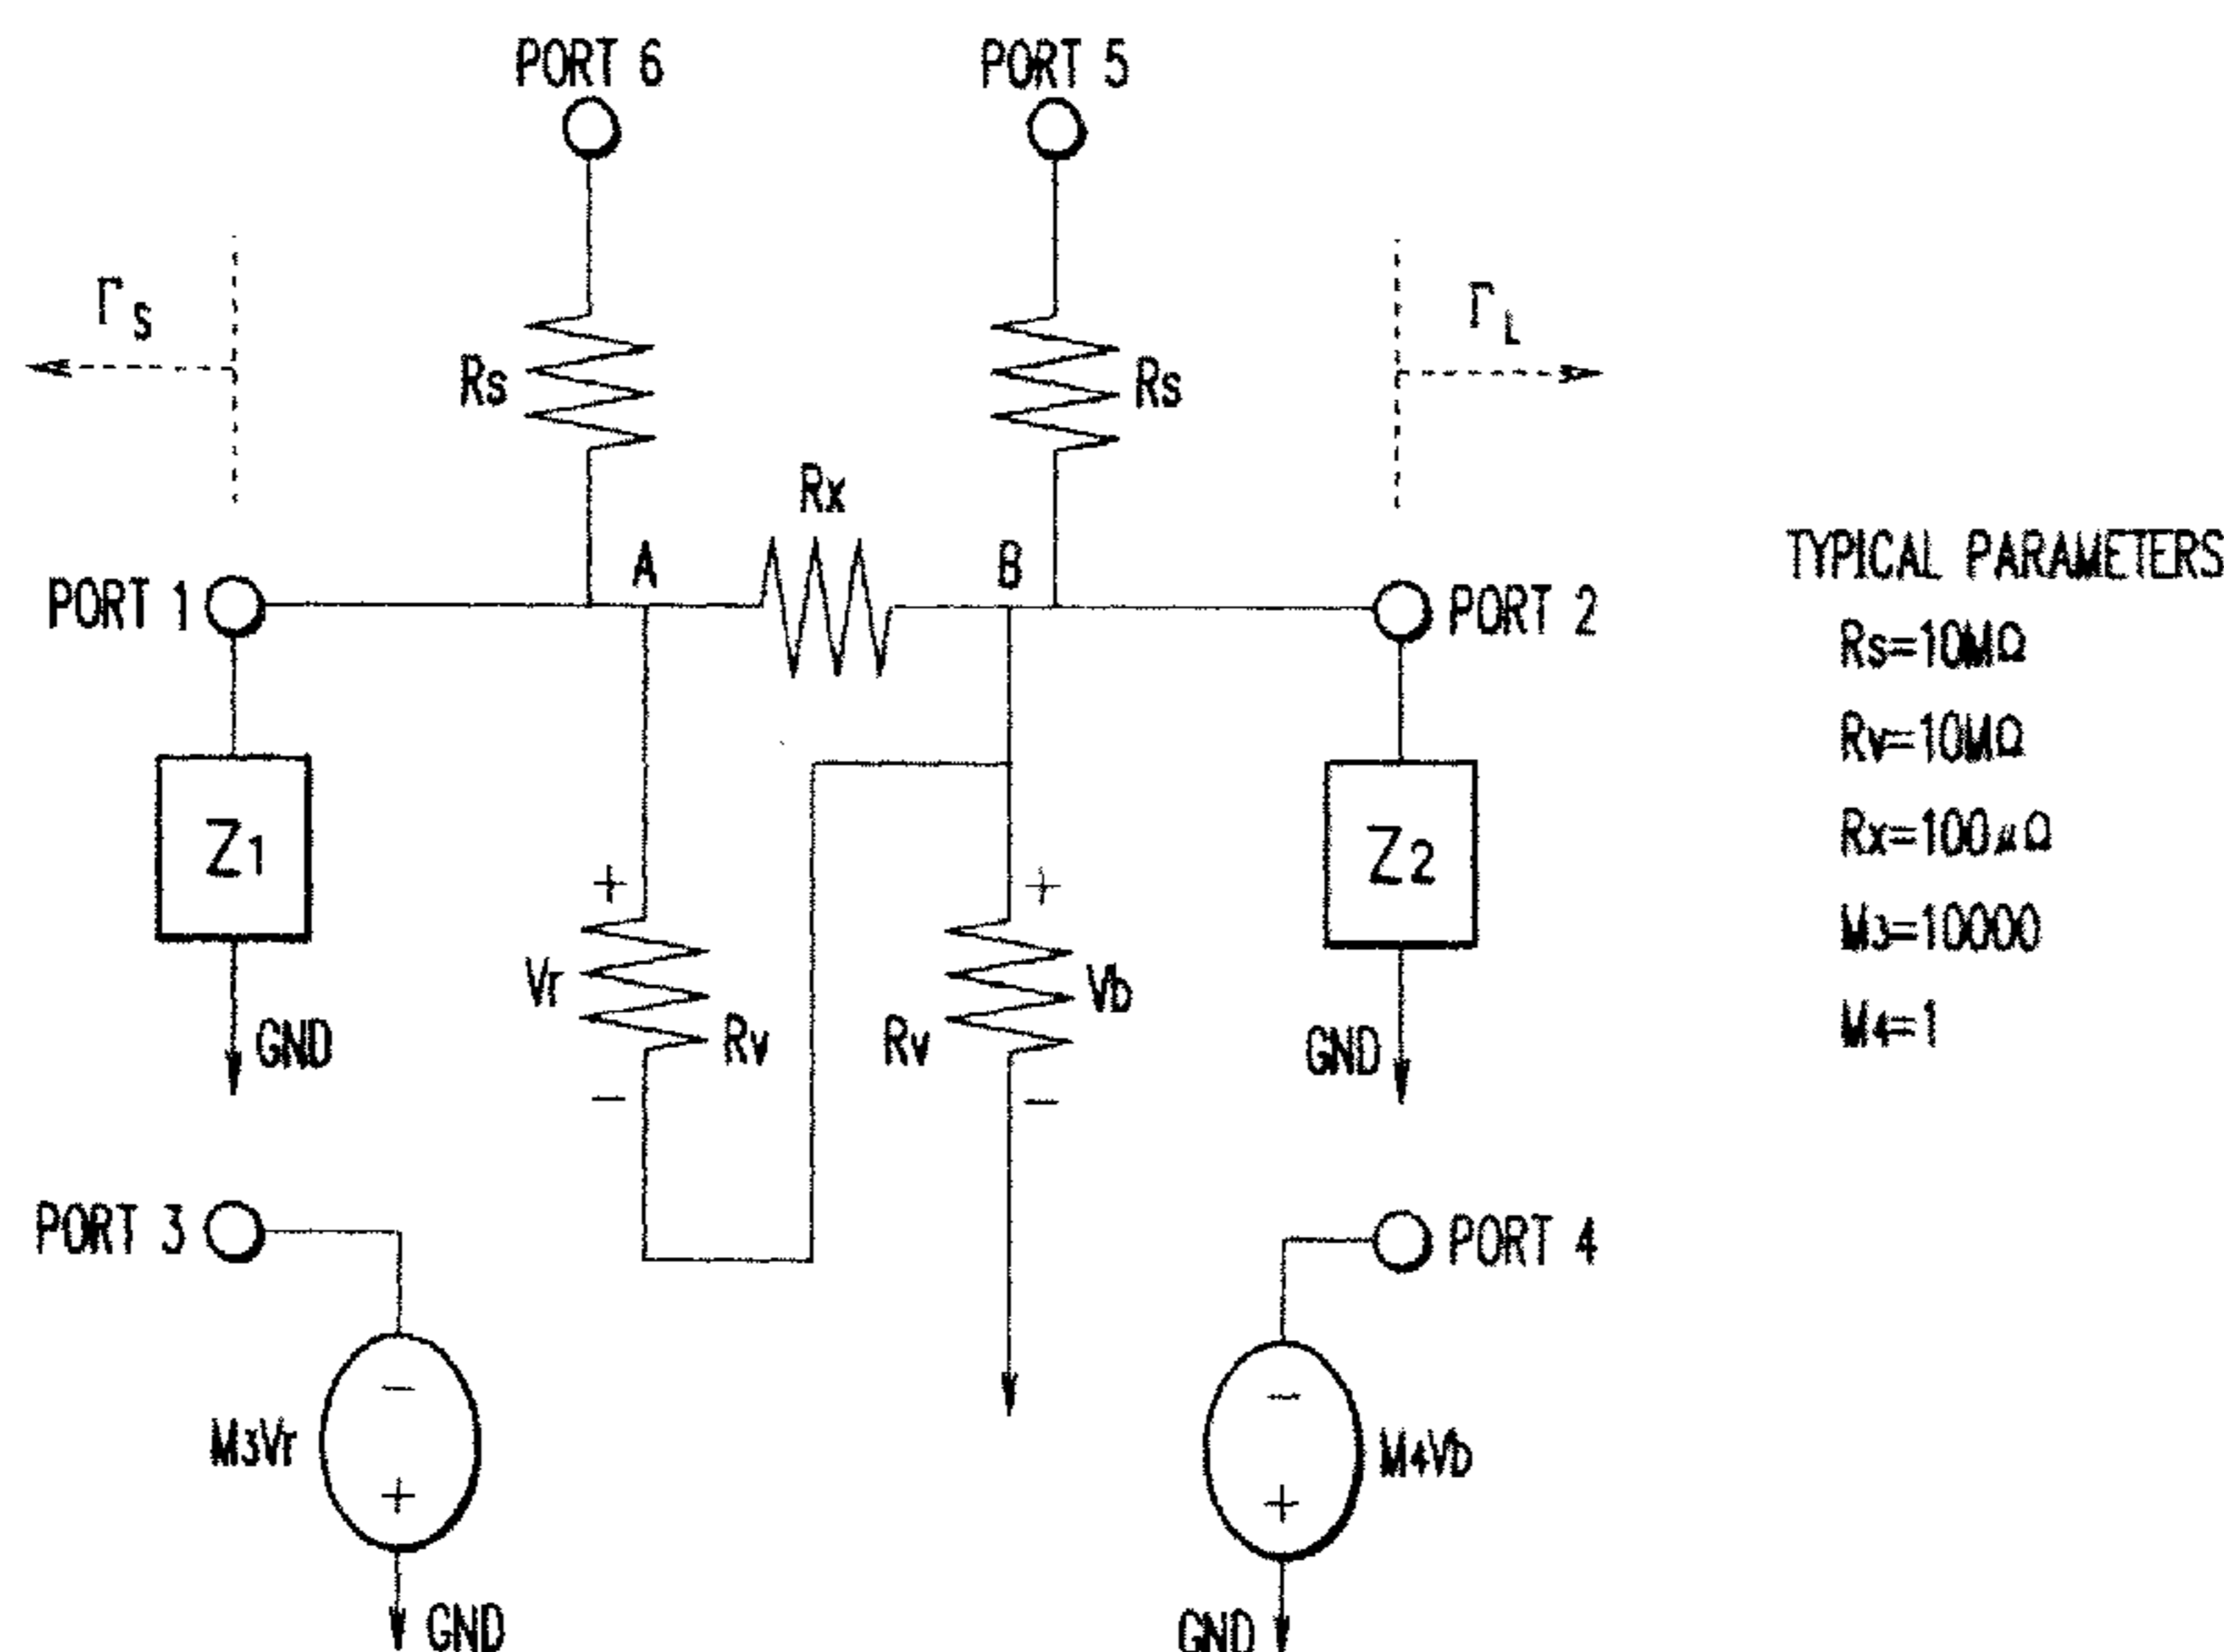 PORT 6
PORT 5
Γs
ΓL
Rs
Rs
Rx
A
B
PORT 1
PORT 2
TYPICAL PARAMETERS
Rs=10MΩ
Rv=10MΩ
Rx=100μΩ
M3=10000
M4=1
Z1
Z2
+
+
Vr
Rv
Rv
Vb
GND
GND
−
−
PORT 3
PORT 4
−
−
M3Vr
M4Vb
+
+
GND
GND